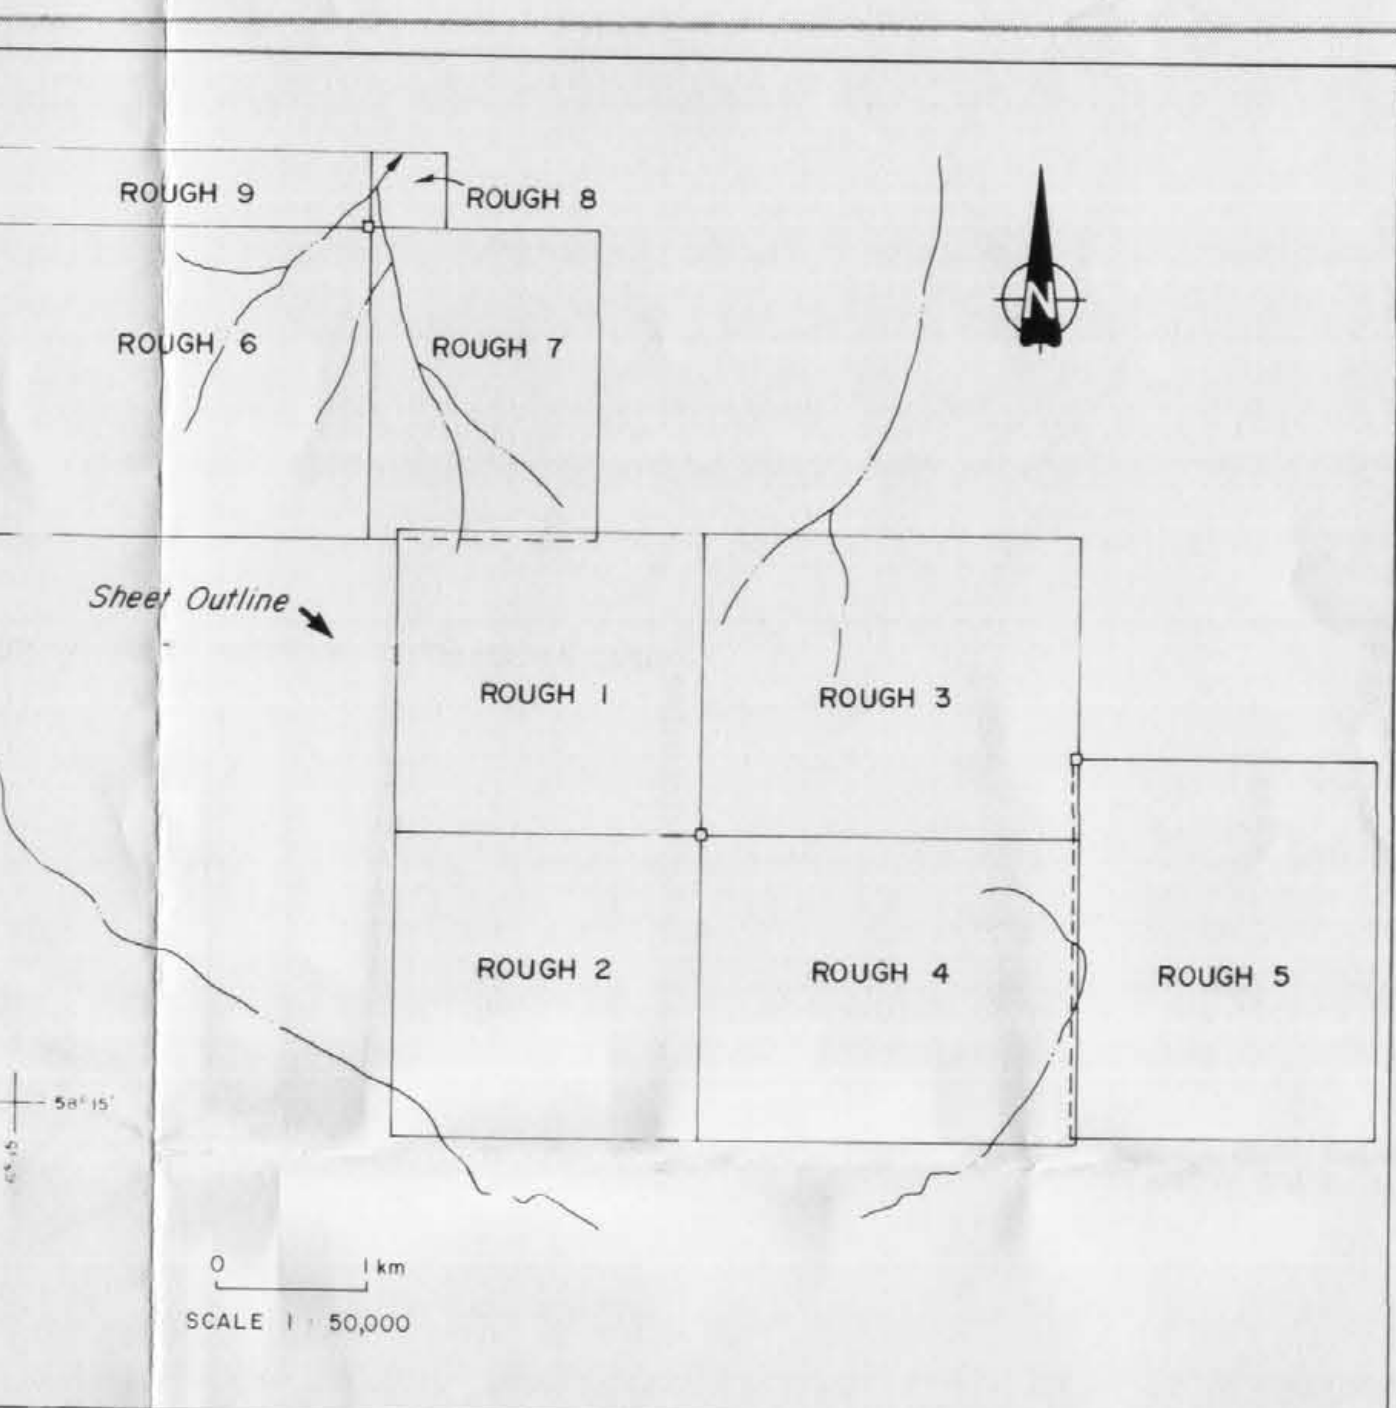 ROUGH 9
ROUGH 8
N
ROUGH 6
ROUGH 7
Sheet Outline
ROUGH 1
ROUGH 3
ROUGH 2
ROUGH 4
ROUGH 5
58°15'
0 1 km
SCALE 1 : 50,000